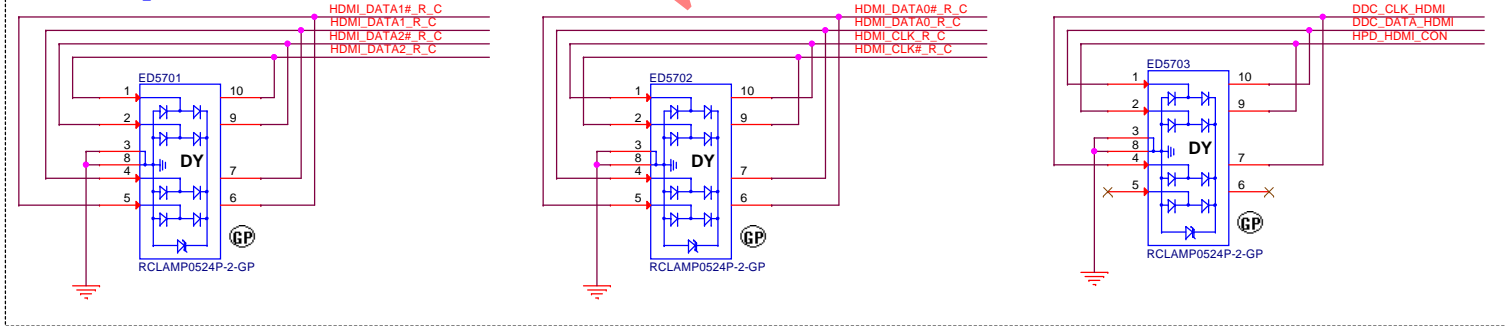 HDMI_DATA1#_R_C
HDMI_DATA1_R_C
HDMI_DATA2#_R_C
HDMI_DATA2_R_C
ED5701
1 10
2 9
3
8
DY
4 7
5 6
GP
RCLAMP0524P-2-GP
HDMI_DATA0#_R_C
HDMI_DATA0_R_C
HDMI_CLK_R_C
HDMI_CLK#_R_C
ED5702
1 10
2 9
3
8
DY
4 7
5 6
GP
RCLAMP0524P-2-GP
DDC_CLK_HDMI
DDC_DATA_HDMI
HPD_HDMI_CON
ED5703
1 10
2 9
3
8
DY
4 7
5 6
GP
RCLAMP0524P-2-GP